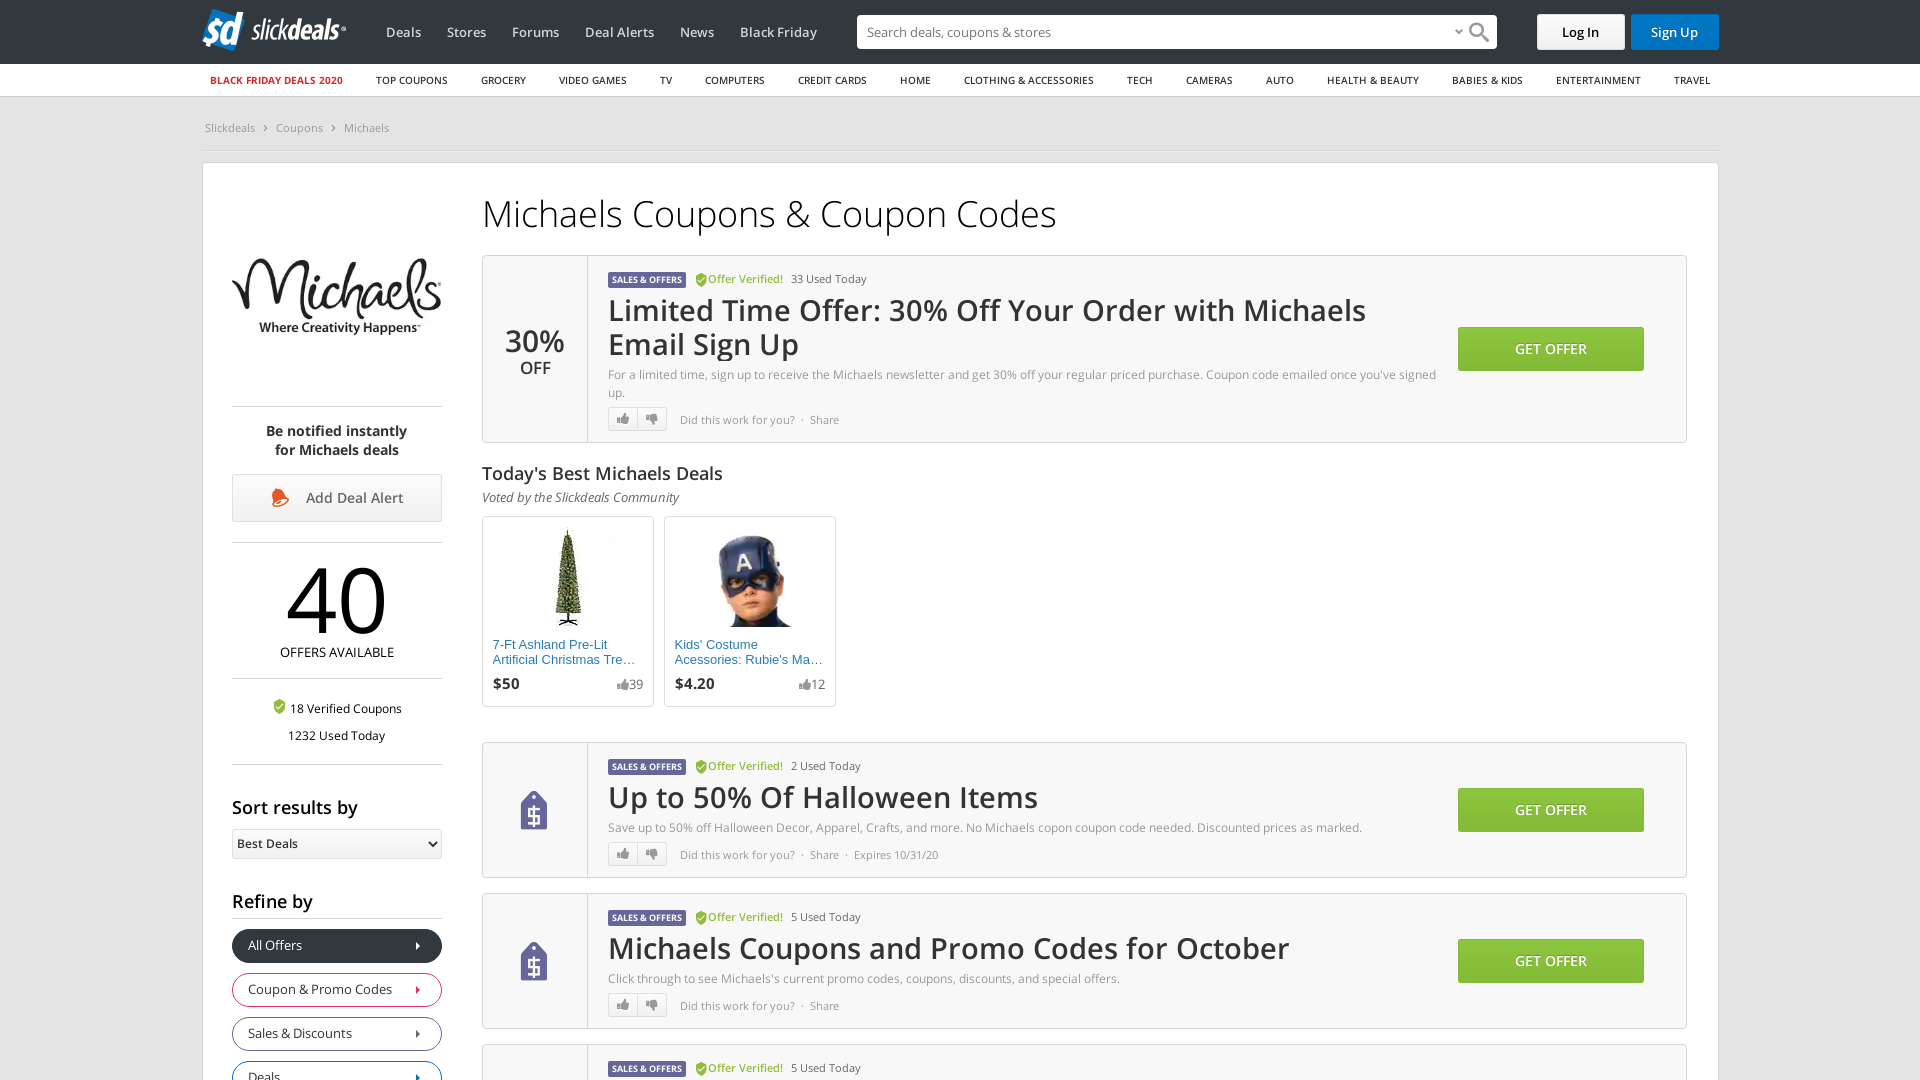 sd slickdeals
Deals
Stores
Forums
Deal Alerts
News
Black Friday
Search deals, coupons & stores
Log In
Sign Up
BLACK FRIDAY DEALS 2020
TOP COUPONS
GROCERY
VIDEO GAMES
TV
COMPUTERS
CREDIT CARDS
HOME
CLOTHING & ACCESSORIES
TECH
CAMERAS
AUTO
HEALTH & BEAUTY
BABIES & KIDS
ENTERTAINMENT
TRAVEL
Slickdeals › Coupons › Michaels
Michaels
Where Creativity Happens™
Be notified instantly
for Michaels deals
Add Deal Alert
40
OFFERS AVAILABLE
18 Verified Coupons
1232 Used Today
Sort results by
Best Deals
Refine by
All Offers
Coupon & Promo Codes
Sales & Discounts
Deals
Michaels Coupons & Coupon Codes
30%
OFF
SALES & OFFERS Offer Verified! 33 Used Today
Limited Time Offer: 30% Off Your Order with Michaels
Email Sign Up
For a limited time, sign up to receive the Michaels newsletter and get 30% off your regular priced purchase. Coupon code emailed once you've signed
up.
Did this work for you? · Share
GET OFFER
Today's Best Michaels Deals
Voted by the Slickdeals Community
7-Ft Ashland Pre-Lit
Artificial Christmas Tre...
$50 39
A
Kids' Costume
Acessories: Rubie's Ma...
$4.20 12
SALES & OFFERS Offer Verified! 2 Used Today
Up to 50% Of Halloween Items
Save up to 50% off Halloween Decor, Apparel, Crafts, and more. No Michaels copon coupon code needed. Discounted prices as marked.
Did this work for you? · Share · Expires 10/31/20
GET OFFER
SALES & OFFERS Offer Verified! 5 Used Today
Michaels Coupons and Promo Codes for October
Click through to see Michaels's current promo codes, coupons, discounts, and special offers.
Did this work for you? · Share
GET OFFER
SALES & OFFERS Offer Verified! 5 Used Today